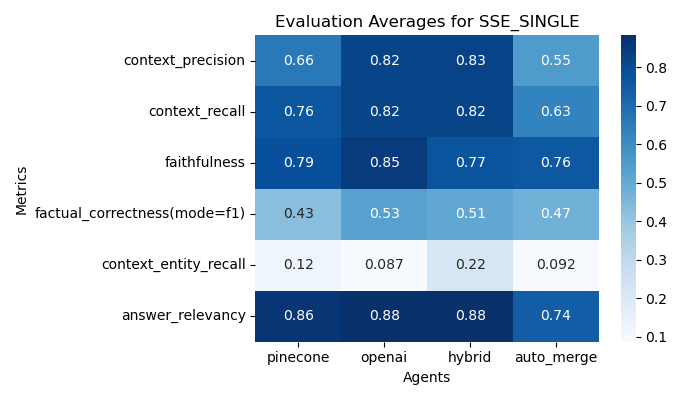 Evaluation Averages for SSE_SINGLE
Metrics
context_precision 0.66 0.82 0.83 0.55
context_recall 0.76 0.82 0.82 0.63
faithfulness 0.79 0.85 0.77 0.76
factual_correctness(mode=f1) 0.43 0.53 0.51 0.47
context_entity_recall 0.12 0.087 0.22 0.092
answer_relevancy 0.86 0.88 0.88 0.74
pinecone openai hybrid auto_merge
Agents
0.8
0.7
0.6
0.5
0.4
0.3
0.2
0.1